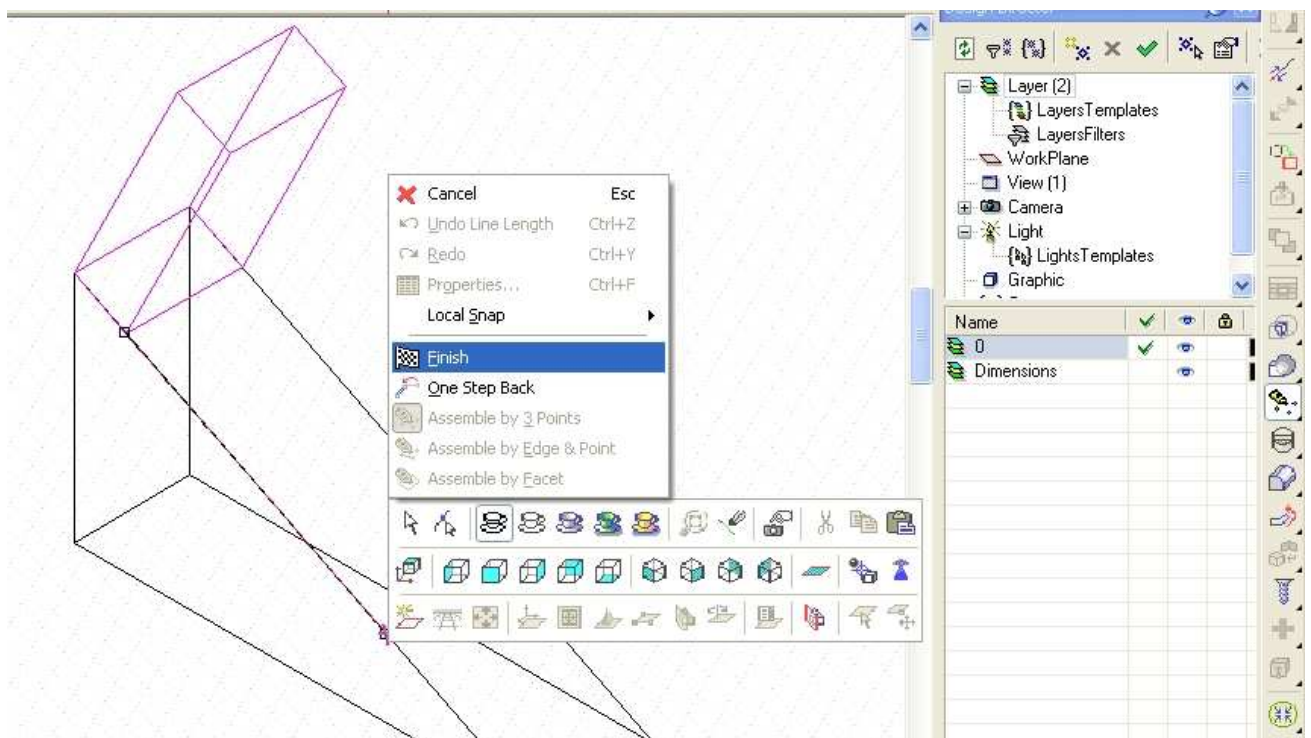 Cancel Esc
Undo Line Length Ctrl+Z
Redo Ctrl+Y
Properties... Ctrl+F
Local Snap
Finish
One Step Back
Assemble by 3 Points
Assemble by Edge & Point
Assemble by Facet
Layer (2)
LayersTemplates
LayersFilters
WorkPlane
View (1)
Camera
Light
LightsTemplates
Graphic
Name
0
Dimensions